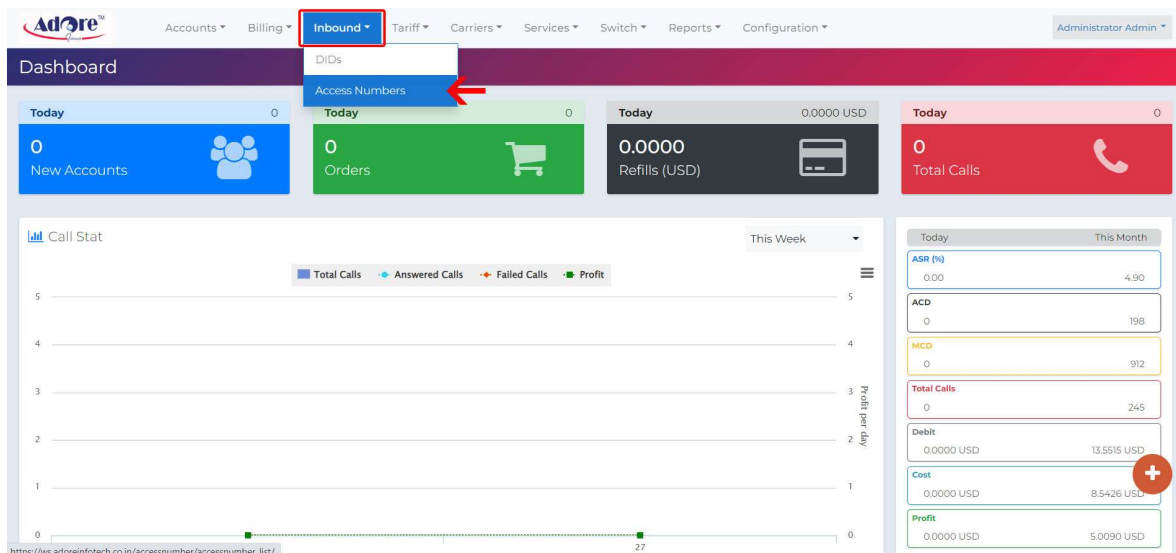 Adore™
Accounts Billing Inbound Tariff Carriers Services Switch Reports Configuration Administrator Admin
Dashboard
DIDs
Access Numbers
Today 0 Today 0 Today 0.0000 USD Today 0
0 0 0.0000 0
New Accounts Orders Refills (USD) Total Calls
Call Stat This Week
Total Calls Answered Calls Failed Calls Profit
5 5
4 4
3 3
2 2
1 1
0 0
Profit per day
27
Today This Month
ASR (%)
0.00 4.90
ACD
0 198
MCD
0 912
Total Calls
0 245
Debit
0.0000 USD 13.5515 USD
Cost
0.0000 USD 8.5426 USD
Profit
0.0000 USD 5.0090 USD
+
https://ws.adoreinfotech.co.in/accessnumber/accessnumber_list/